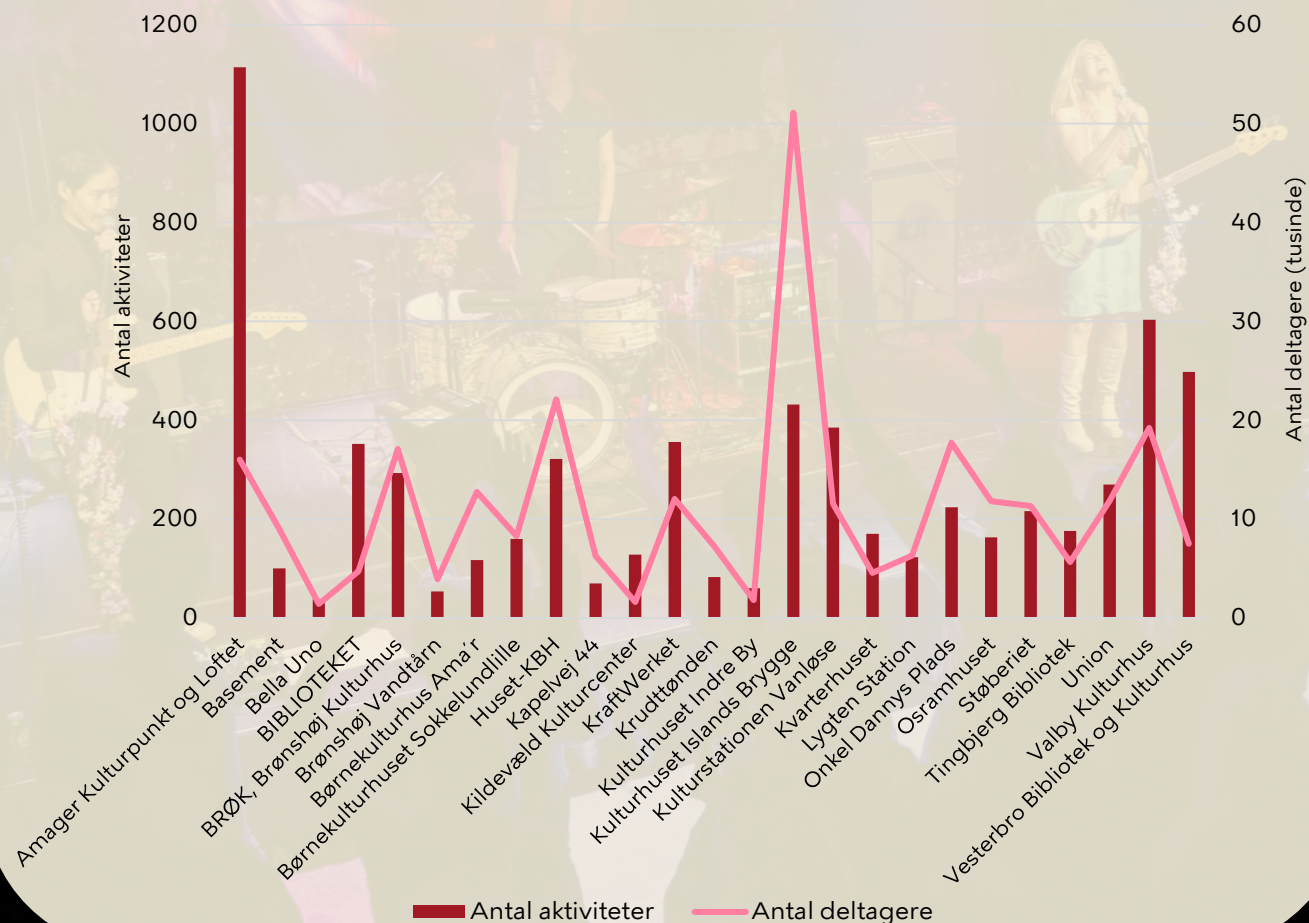 1200
1000
800
600
400
200
0
Antal aktiviteter
60
50
40
30
20
10
0
Antal deltagere (tusinde)
Amager Kulturpunkt og Loftet
Basement
Bella Uno
BIBLIOTEKET
BRØK, Brønshøj Kulturhus
Brønshøj Vandtårn
Børnekulturhus Ama´r
Børnekulturhuset Sokkelundlille
Huset-KBH
Kapelvej 44
Kildevæld Kulturcenter
KraftWerket
Krudttønden
Kulturhuset Indre By
Kulturhuset Islands Brygge
Kulturstationen Vanløse
Kvarterhuset
Lygten Station
Onkel Dannys Plads
Osramhuset
Støberiet
Tingbjerg Bibliotek
Union
Valby Kulturhus
Vesterbro Bibliotek og Kulturhus
Antal aktiviteter
Antal deltagere